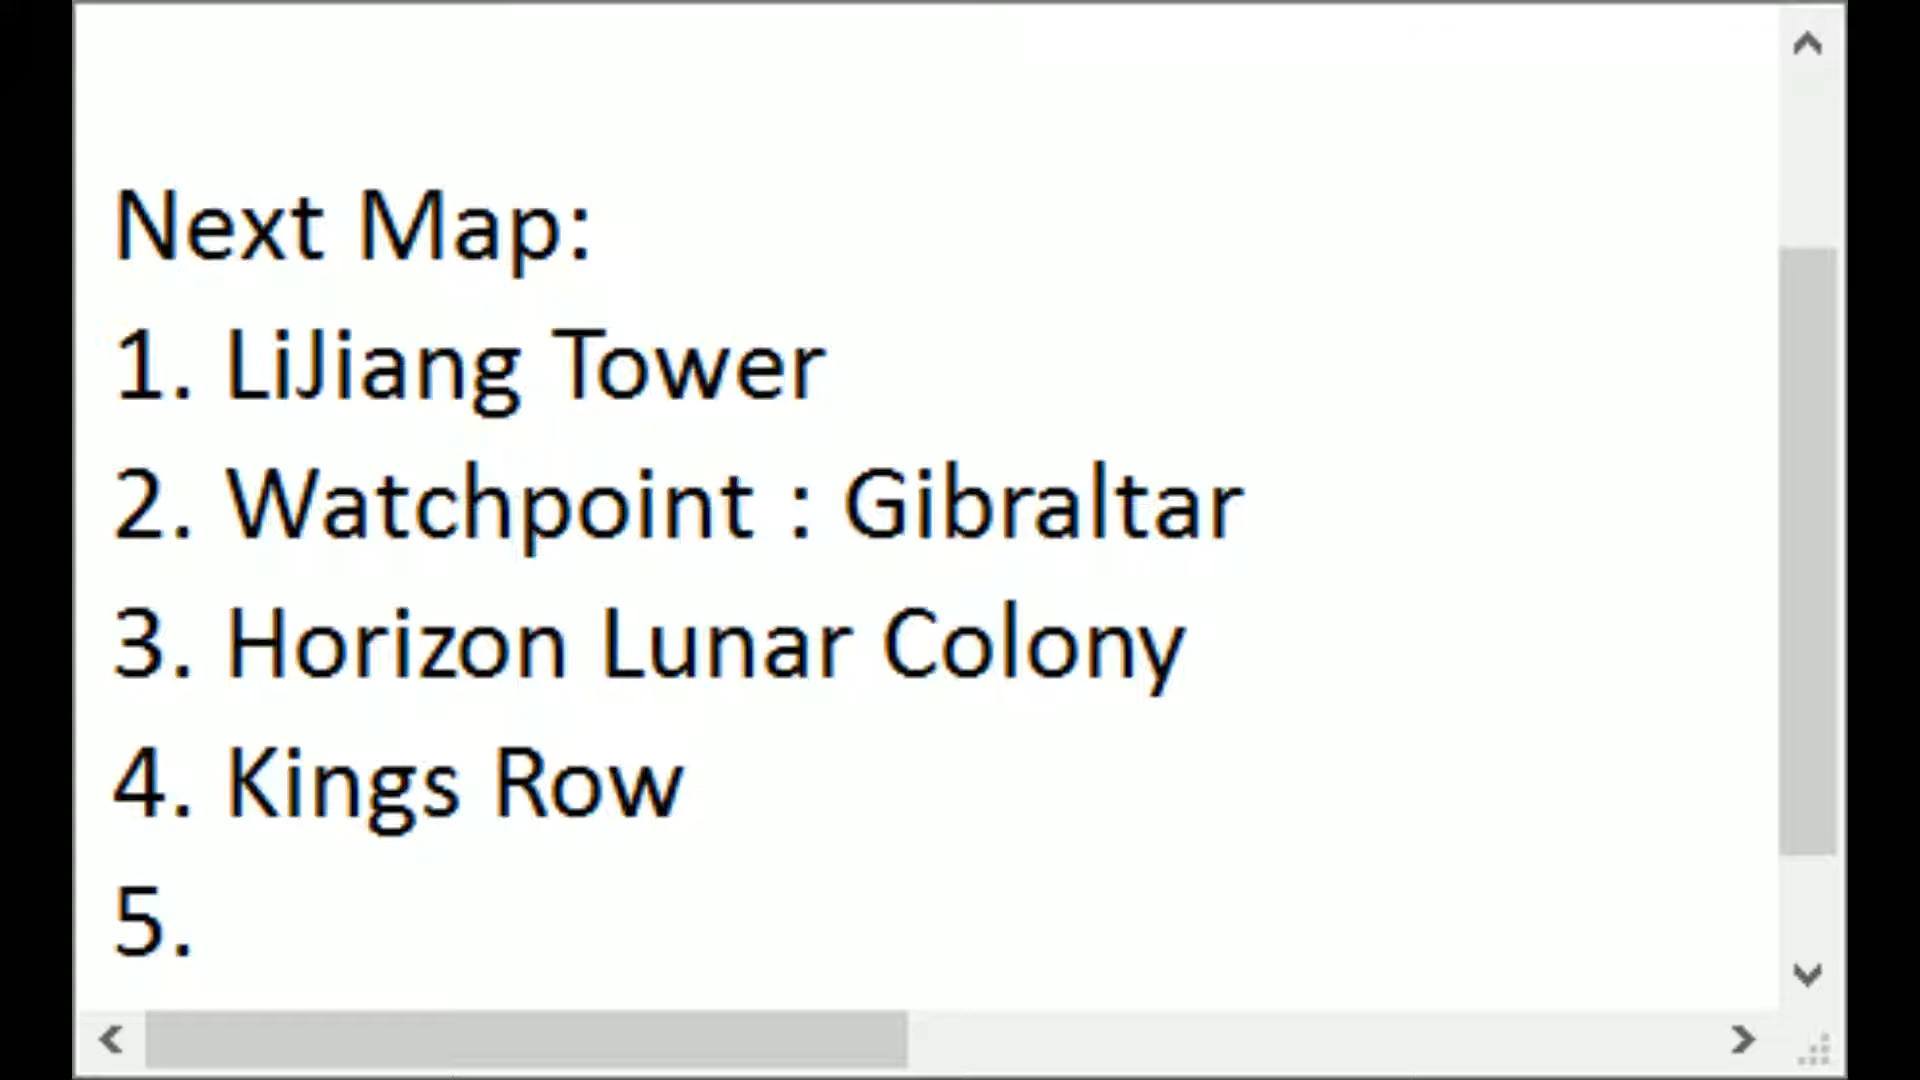 Next Map:
1. LiJiang Tower
2. Watchpoint : Gibraltar
3. Horizon Lunar Colony
4. Kings Row
5.